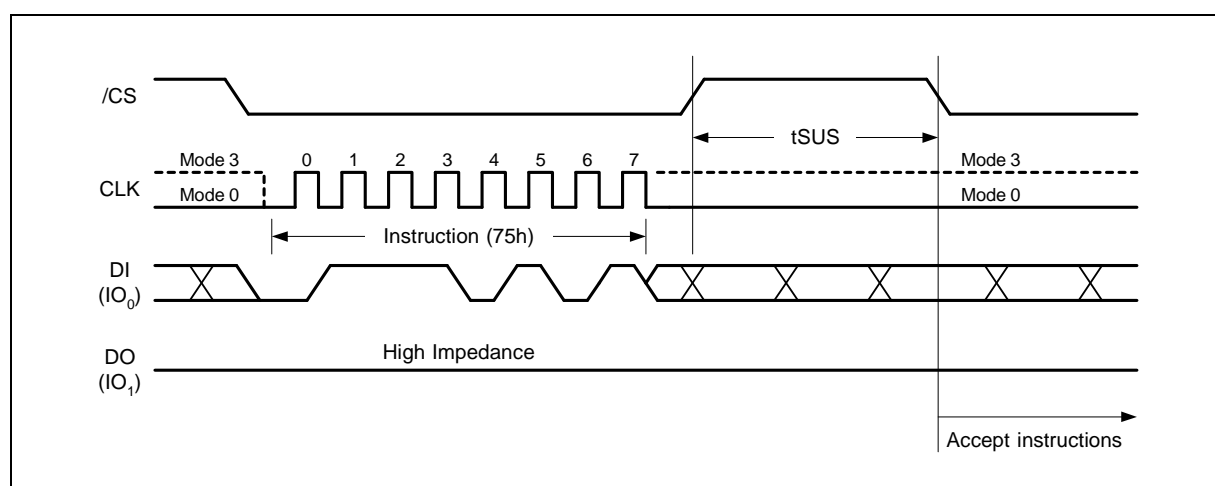 /CS
tSUS
Mode 3 0 1 2 3 4 5 6 7 Mode 3
CLK
Mode 0 Mode 0
Instruction (75h)
DI
(IO0)
High Impedance
DO
(IO1)
Accept instructions